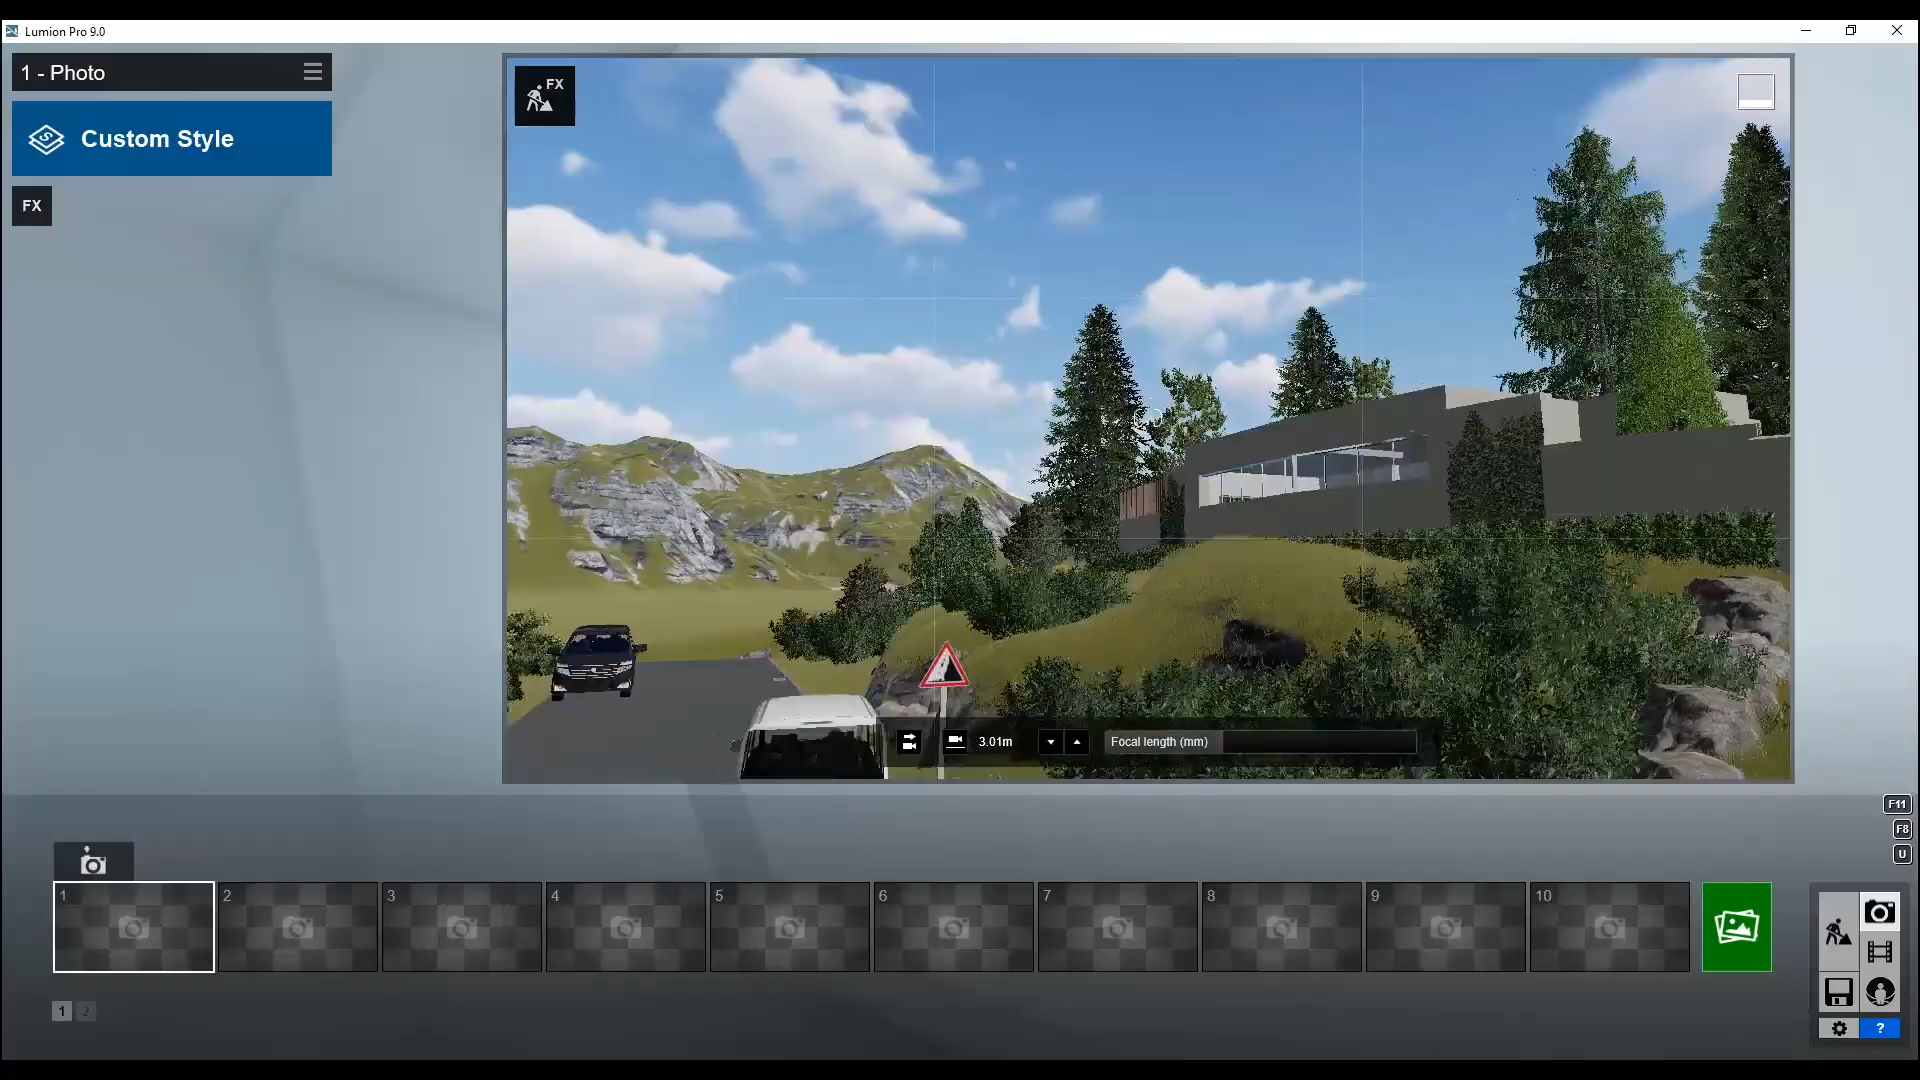 Lumion Pro 9.0
1 - Photo
Custom Style
FX
FX
3.01m
Focal length (mm)
F11
F8
U
1
2
3
4
5
6
7
8
9
10
1
2
?